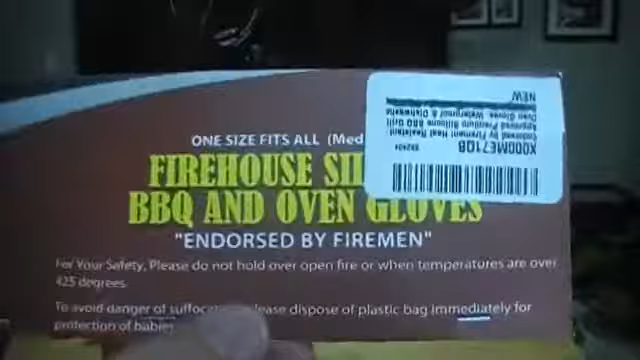 ONE SIZE FITS ALL (Med
FIREHOUSE SI
BBQ AND OVEN GLOVES
"ENDORSED BY FIREMEN"
For Your Safety, Please do not hold over open fire or when temperatures are over
425 degrees
To avoid danger of please dispose of plastic bag immediately for
protection of babies
X000ME71QB
Endorsed by Firemen! Heat Resistant
Approved Premium Silicone BBQ Grill
Oven Gloves Waterproof & Dishwashe
NEW